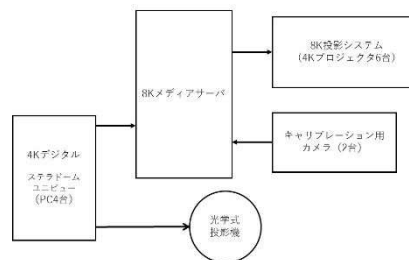 8K投影システム
(4Kプロジェクタ6台)
8Kメディアサーバ
キャリブレーション用
カメラ（2台）
4Kデジタル
ステラドーム
ユニビュー
(PC4台)
光学式
投影機